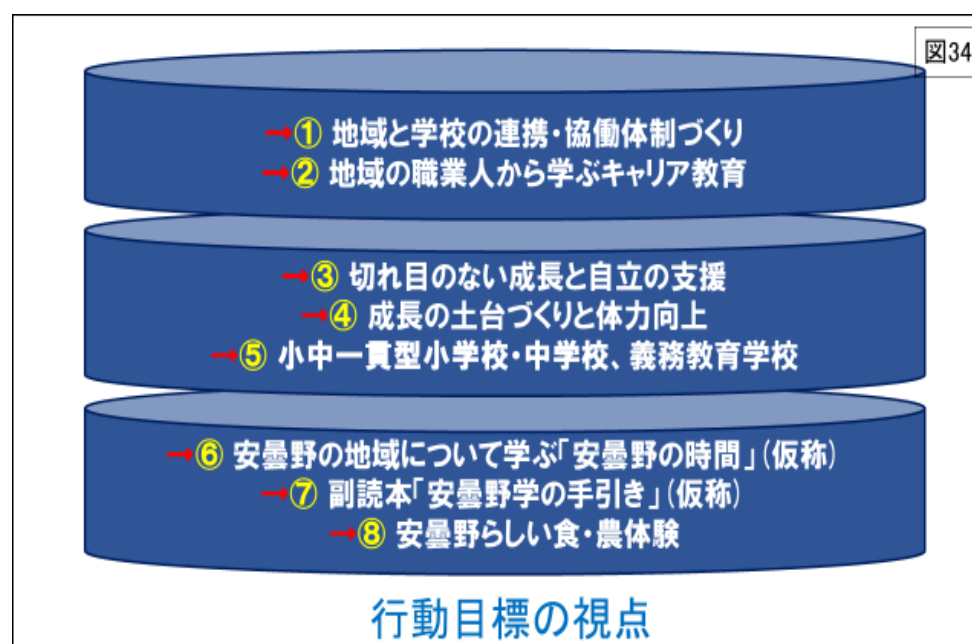 図34
→① 地域と学校の連携・協働体制づくり
→② 地域の職業人から学ぶキャリア教育
→③ 切れ目のない成長と自立の支援
→④ 成長の土台づくりと体力向上
→⑤ 小中一貫型小学校・中学校、義務教育学校
→⑥ 安曇野の地域について学ぶ「安曇野の時間」(仮称)
→⑦ 副読本「安曇野学の手引き」(仮称)
→⑧ 安曇野らしい食・農体験
行動目標の視点